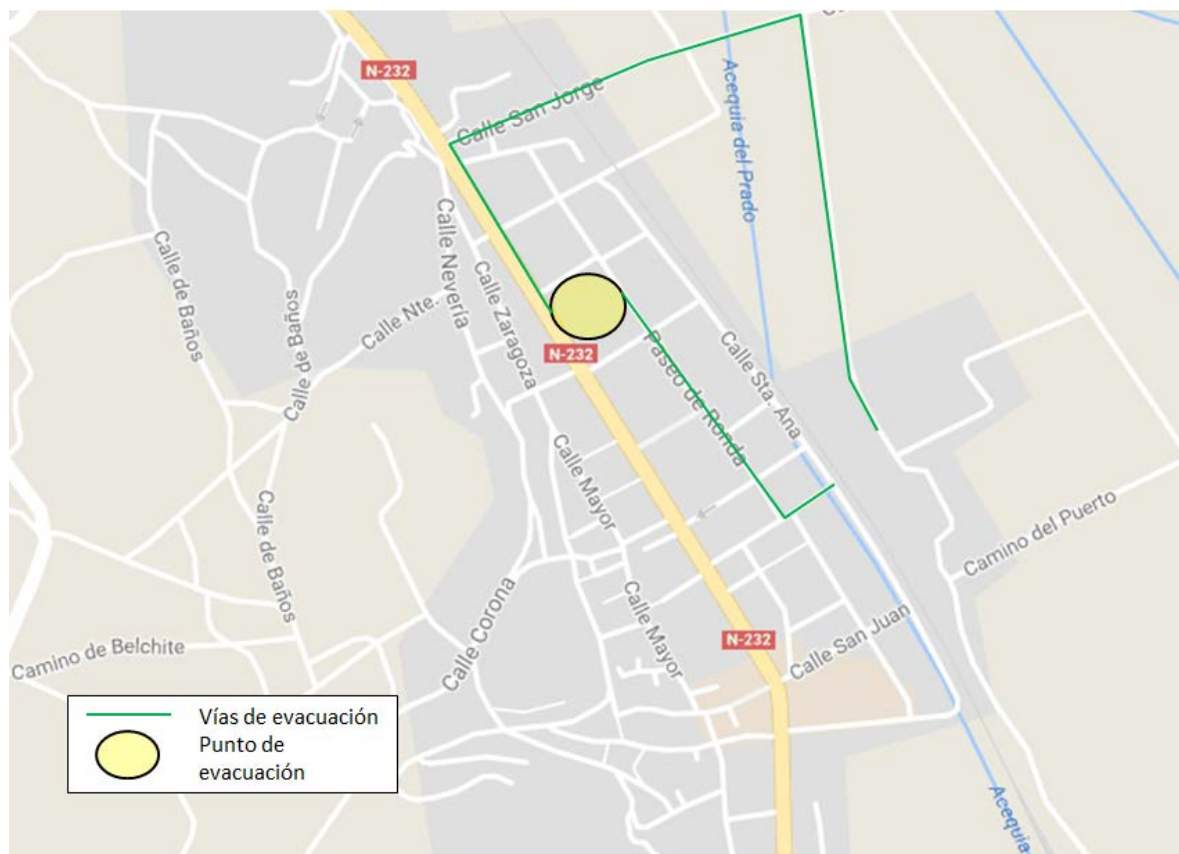 N-232
Calle San Jorge
Acequia del Prado
Calle de Baños
Calle de Baños
Calle Nte.
Calle Nevería
Calle Zaragoza
N-232
Paseo de Ronda
Calle Sta. Ana
Calle Mayor
Calle de Baños
Camino del Puerto
Calle Corona
Calle Mayor
N-232
Calle San Juan
Camino de Belchite
Acequia
Vías de evacuación
Punto de
evacuación